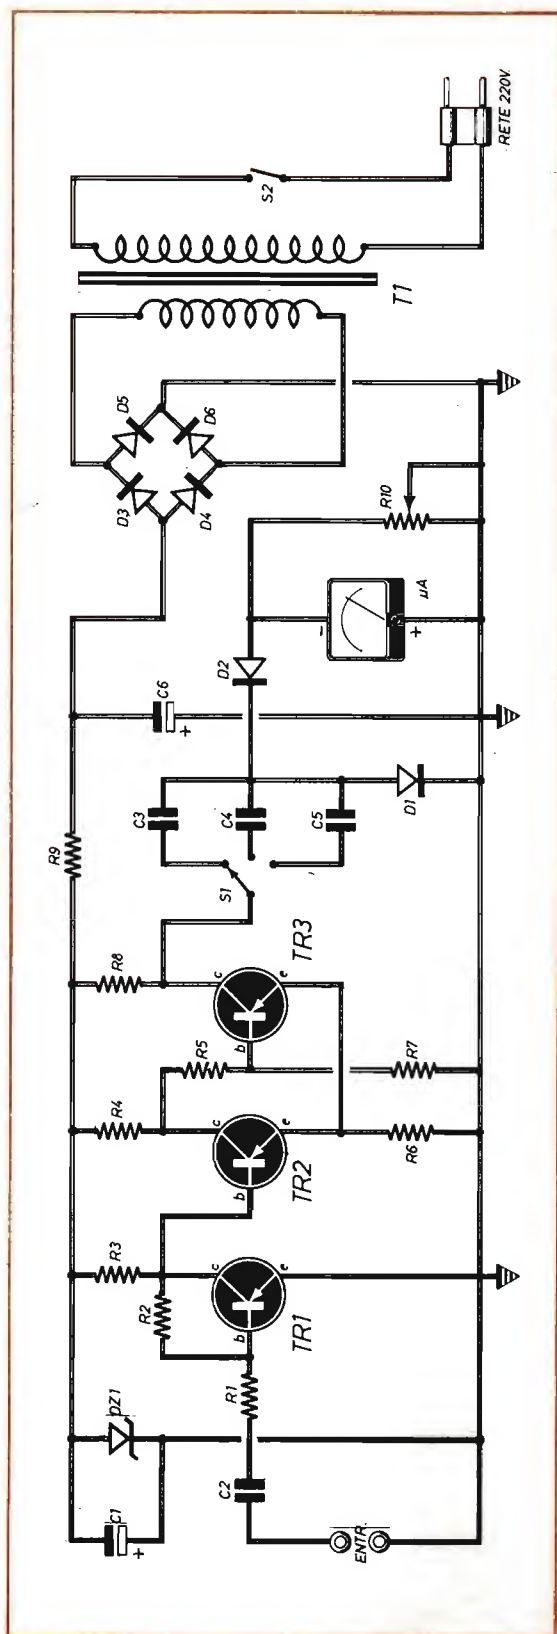 C1
+
DZ1
C2
ENTR.
R1
R2
R3
b
c
e
TR1
R4
b
c
e
TR2
R5
R6
R7
R8
b
c
e
TR3
R9
S1
C3
C4
C5
D1
C6
+
D2
-
+
µA
R10
D3
D4
D5
D6
T1
S2
RETE 220V.